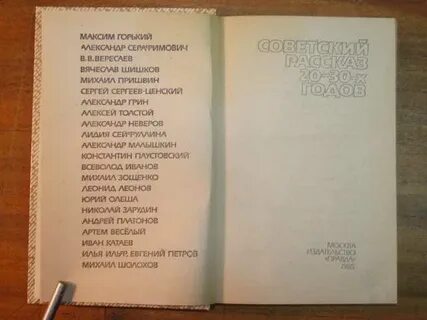 МАКСИМ ГОРЬКИЙ
АЛЕКСАНДР СЕРАФИМОВИЧ
В. В. ВЕРЕСАЕВ
ВЯЧЕСЛАВ ШИШКОВ
МИХАИЛ ПРИШВИН
СЕРГЕЙ СЕРГЕЕВ-ЦЕНСКИЙ
АЛЕКСАНДР ГРИН
АЛЕКСЕЙ ТОЛСТОЙ
АЛЕКСАНДР НЕВЕРОВ
ЛИДИЯ СЕЙФУЛЛИНА
АЛЕКСАНДР МАЛЫШКИН
КОНСТАНТИН ПАУСТОВСКИЙ
ВСЕВОЛОД ИВАНОВ
МИХАИЛ ЗОЩЕНКО
ЛЕОНИД ЛЕОНОВ
ЮРИЙ ОЛЕША
НИКОЛАЙ ЗАРУДИН
АНДРЕЙ ПЛАТОНОВ
АРТЕМ ВЕСЁЛЫЙ
ИВАН КАТАЕВ
ИЛЬЯ ИЛЬФ, ЕВГЕНИЙ ПЕТРОВ
МИХАИЛ ШОЛОХОВ
СОВЕТСКИЙ
РАССКАЗ
20—30-х
ГОДОВ
МОСКВА
ИЗДАТЕЛЬСТВО
«ПРАВДА»